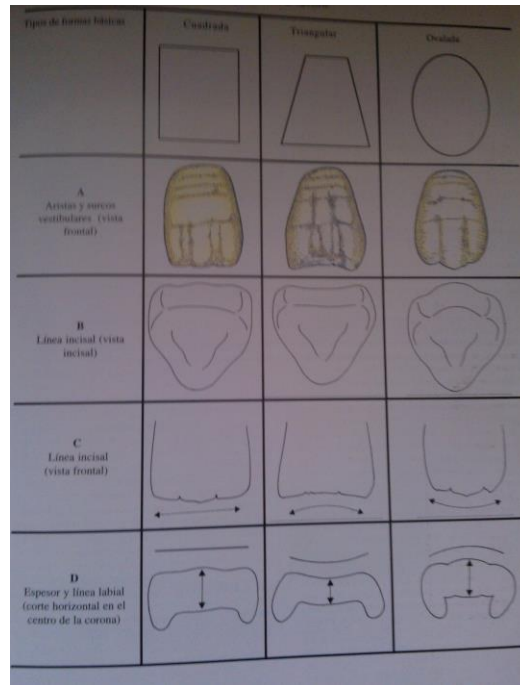 Tipos de formas básicas
Cuadrada
Triangular
Ovalada
A
Aristas y surcos
vestibulares (vista
frontal)
B
Línea incisal (vista
incisal)
C
Línea incisal
(vista frontal)
D
Espesor y línea labial
(corte horizontal en el
centro de la corona)